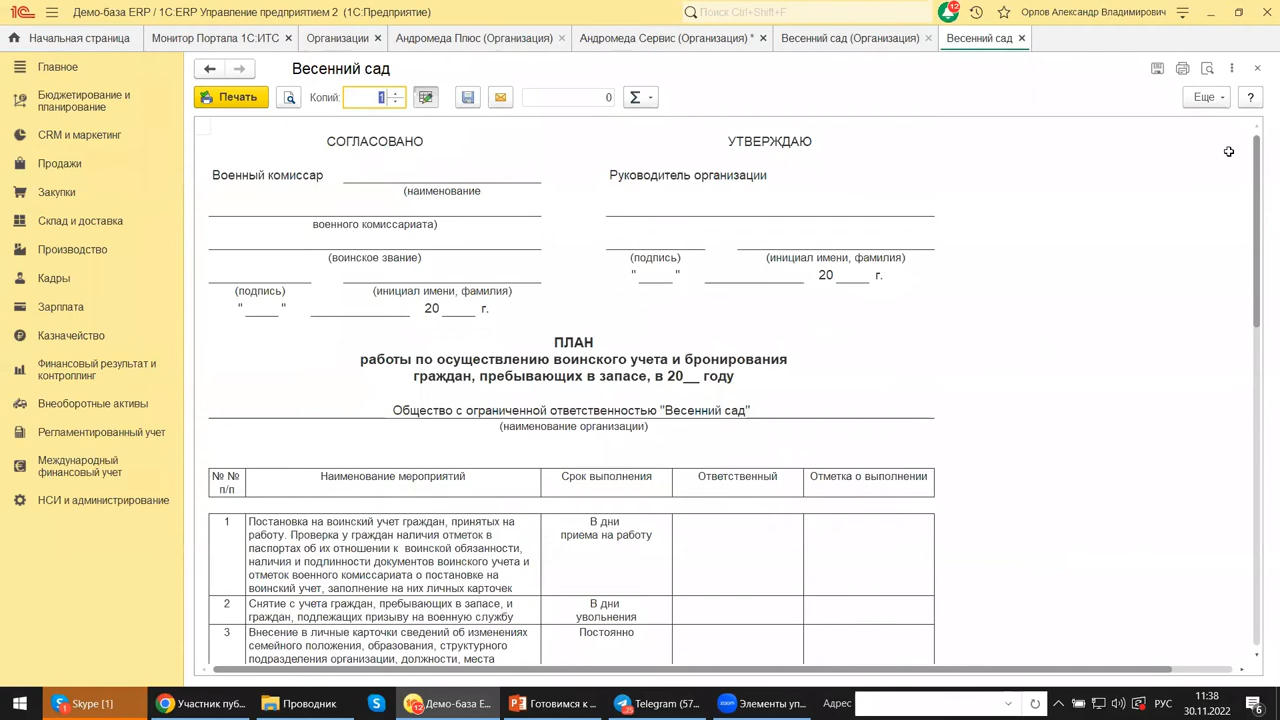 Демо-база ERP / 1С:ERP Управление предприятием 2 (1С:Предприятие)
Поиск Ctrl+Shift+F
12
Орлов Александр Владимирович
Начальная страница
Монитор Портала 1С:ИТС
Организации
Андромеда Плюс (Организация)
Андромеда Сервис (Организация) *
Весенний сад (Организация)
Весенний сад
Главное
Бюджетирование и
планирование
CRM и маркетинг
Продажи
Закупки
Склад и доставка
Производство
Кадры
Зарплата
Казначейство
Финансовый результат и
контроллинг
Внеоборотные активы
Регламентированный учет
Международный
финансовый учет
НСИ и администрирование
Весенний сад
Печать
Копий:
1
0
Σ
Еще
?
СОГЛАСОВАНО
УТВЕРЖДАЮ
Военный комиссар
Руководитель организации
(наименование
военного комиссариата)
(воинское звание)
(подпись)
(инициал имени, фамилия)
" _____ "
20 _____ г.
(подпись)
(инициал имени, фамилия)
" _____ "
20 _____ г.
ПЛАН
работы по осуществлению воинского учета и бронирования
граждан, пребывающих в запасе, в 20__ году
Общество с ограниченной ответственностью "Весенний сад"
(наименование организации)
№ № п/п
Наименование мероприятий
Срок выполнения
Ответственный
Отметка о выполнении
1
Постановка на воинский учет граждан, принятых на
работу. Проверка у граждан наличия отметок в
паспортах об их отношении к воинской обязанности,
наличия и подлинности документов воинского учета и
отметок военного комиссариата о постановке на
воинский учет, заполнение на них личных карточек
В дни
приема на работу
2
Снятие с учета граждан, пребывающих в запасе, и
граждан, подлежащих призыву на военную службу
В дни
увольнения
3
Внесение в личные карточки сведений об изменениях
семейного положения, образования, структурного
подразделения организации, должности, места
Постоянно
Skype [1]
Участник пуб...
Проводник
Демо-база E...
Готовимся к ...
Telegram (57...
Элементы уп...
Адрес
РУС
11:38
30.11.2022
6